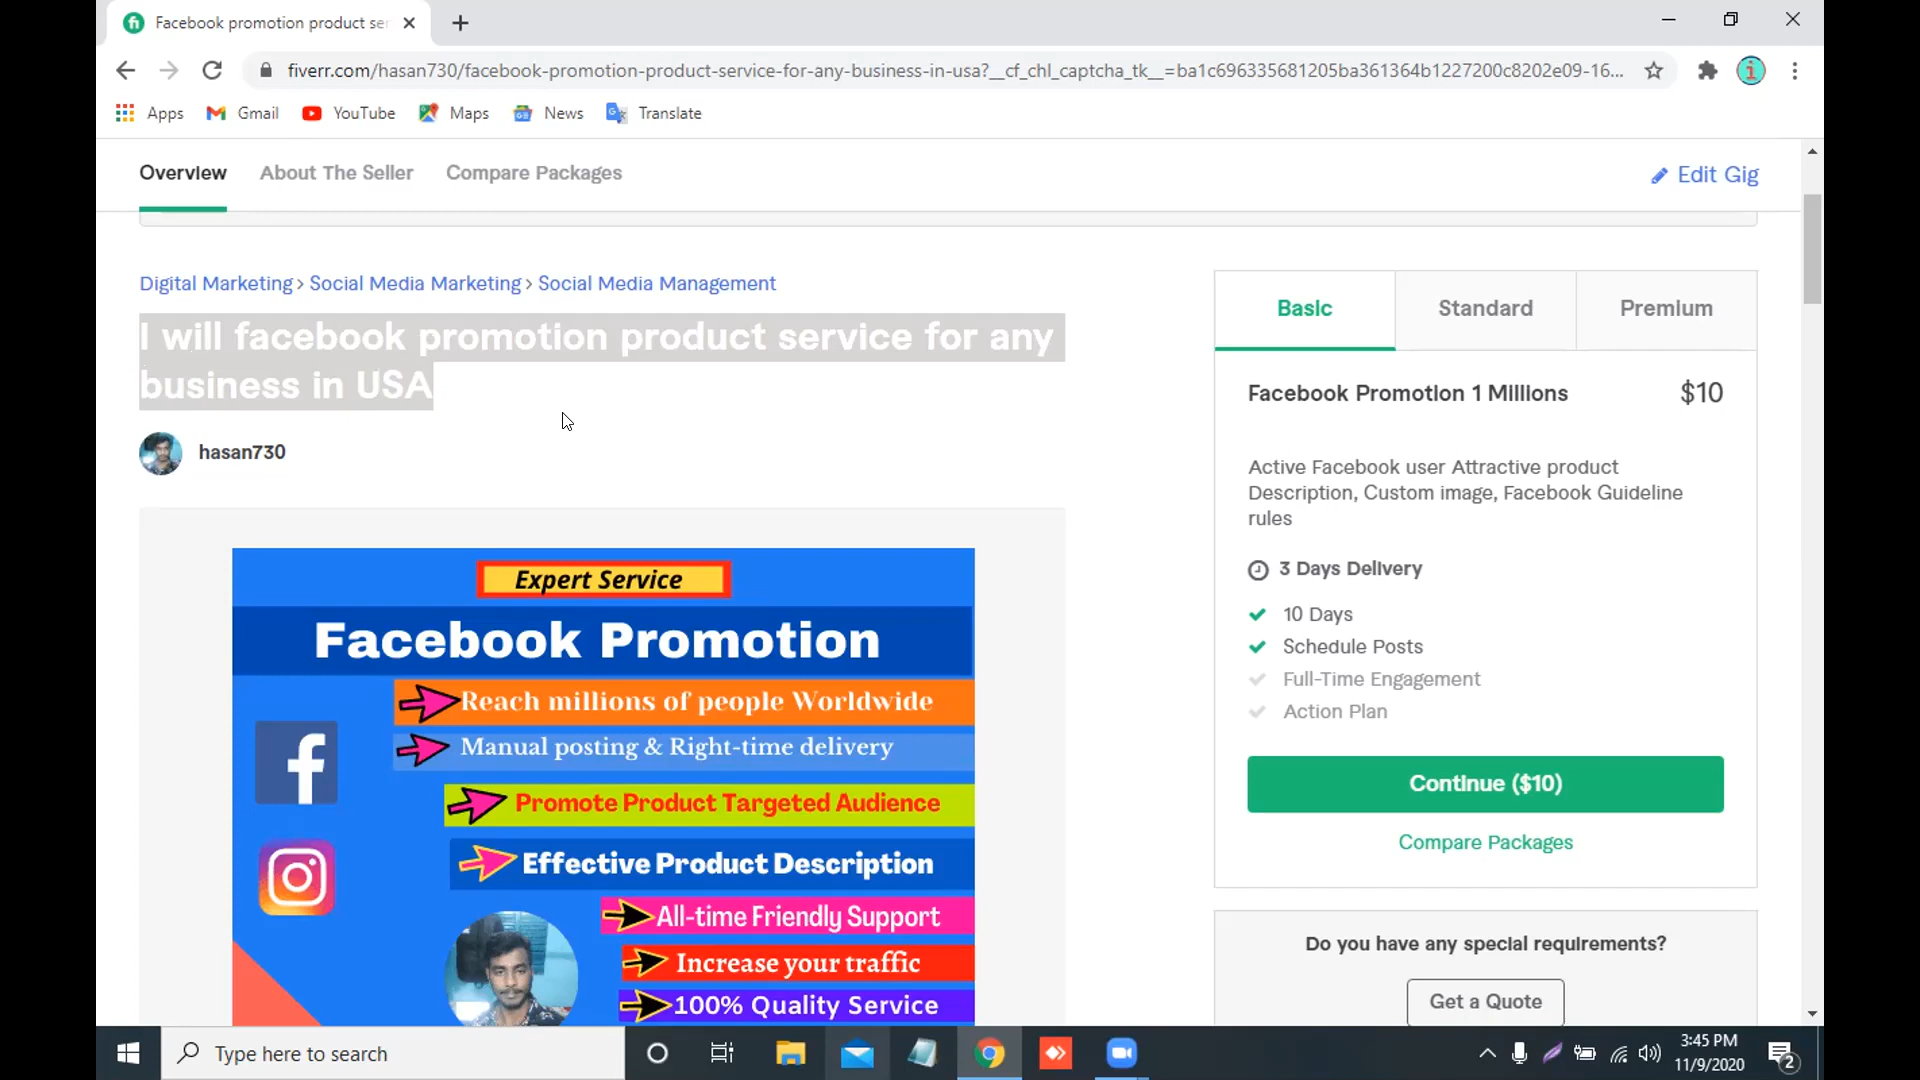 Facebook promotion product se
fiverr.com/hasan730/facebook-promotion-product-service-for-any-business-in-usa?__cf_chl_captcha_tk__=ba1c696335681205ba361364b1227200c8202e09-16...
Apps Gmail YouTube Maps News Translate
Overview About The Seller Compare Packages
Edit Gig
Digital Marketing > Social Media Marketing > Social Media Management
I will facebook promotion product service for any
business in USA
hasan730
Expert Service
Facebook Promotion
Reach millions of people Worldwide
Manual posting & Right-time delivery
Promote Product Targeted Audience
Effective Product Description
All-time Friendly Support
Increase your traffic
100% Quality Service
Basic Standard Premium
Facebook Promotion 1 Millions $10
Active Facebook user Attractive product
Description, Custom image, Facebook Guideline
rules
3 Days Delivery
10 Days
Schedule Posts
Full-Time Engagement
Action Plan
Continue ($10)
Compare Packages
Do you have any special requirements?
Get a Quote
Type here to search
3:45 PM
11/9/2020
2